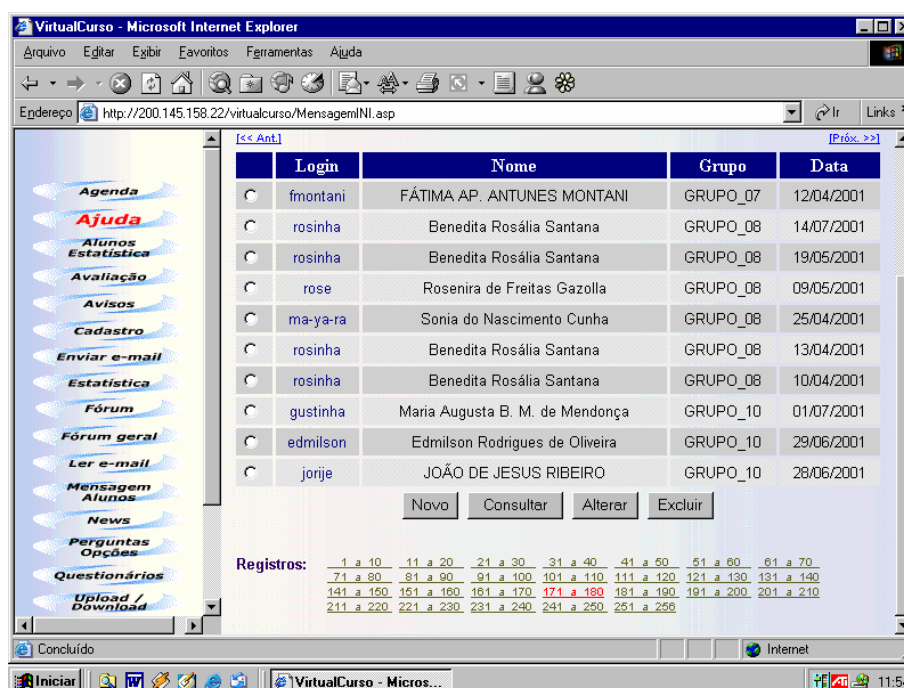 VirtualCurso - Microsoft Internet Explorer
Arquivo Editar Exibir Favoritos Ferramentas Ajuda
Endereço http://200.145.158.22/virtualcurso/MensagemINI.asp Ir Links
[<< Ant.] [Próx. >>]
Login Nome Grupo Data
fmontani FÁTIMA AP. ANTUNES MONTANI GRUPO_07 12/04/2001
rosinha Benedita Rosália Santana GRUPO_08 14/07/2001
rosinha Benedita Rosália Santana GRUPO_08 19/05/2001
rose Rosenira de Freitas Gazolla GRUPO_08 09/05/2001
ma-ya-ra Sonia do Nascimento Cunha GRUPO_08 25/04/2001
rosinha Benedita Rosália Santana GRUPO_08 13/04/2001
rosinha Benedita Rosália Santana GRUPO_08 10/04/2001
gustinha Maria Augusta B. M. de Mendonça GRUPO_10 01/07/2001
edmilson Edmilson Rodrigues de Oliveira GRUPO_10 29/06/2001
jorije JOÃO DE JESUS RIBEIRO GRUPO_10 28/06/2001
Novo Consultar Alterar Excluir
Registros: 1 a 10 11 a 20 21 a 30 31 a 40 41 a 50 51 a 60 61 a 70
71 a 80 81 a 90 91 a 100 101 a 110 111 a 120 121 a 130 131 a 140
141 a 150 151 a 160 161 a 170 171 a 180 181 a 190 191 a 200 201 a 210
211 a 220 221 a 230 231 a 240 241 a 250 251 a 256
Agenda
Ajuda
Alunos
Estatística
Avaliação
Avisos
Cadastro
Enviar e-mail
Estatística
Fórum
Fórum geral
Ler e-mail
Mensagem
Alunos
News
Perguntas
Opções
Questionários
Upload /
Download
Concluído Internet
Iniciar VirtualCurso - Micros...